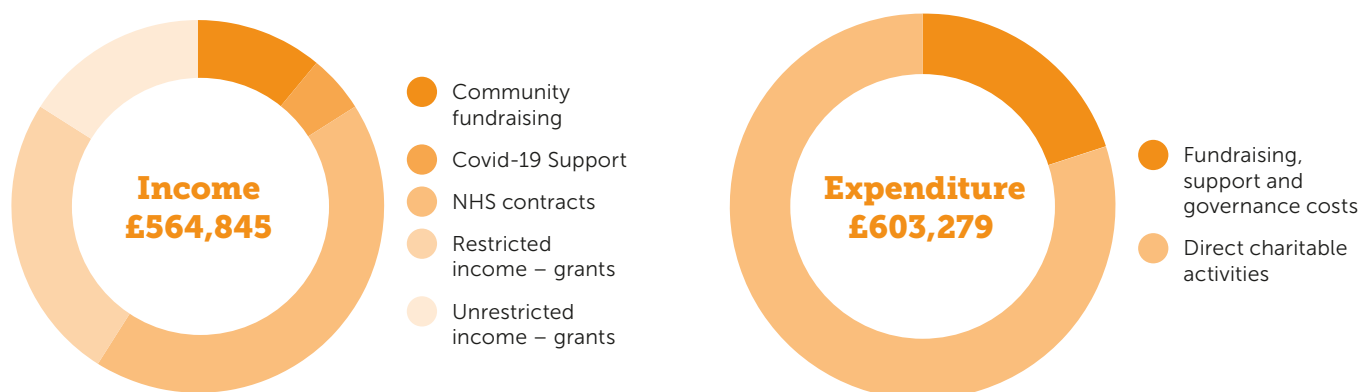 Income
£564,845
Community
fundraising
Covid-19 Support
NHS contracts
Restricted
income – grants
Unrestricted
income – grants
Expenditure
£603,279
Fundraising,
support and
governance costs
Direct charitable
activities